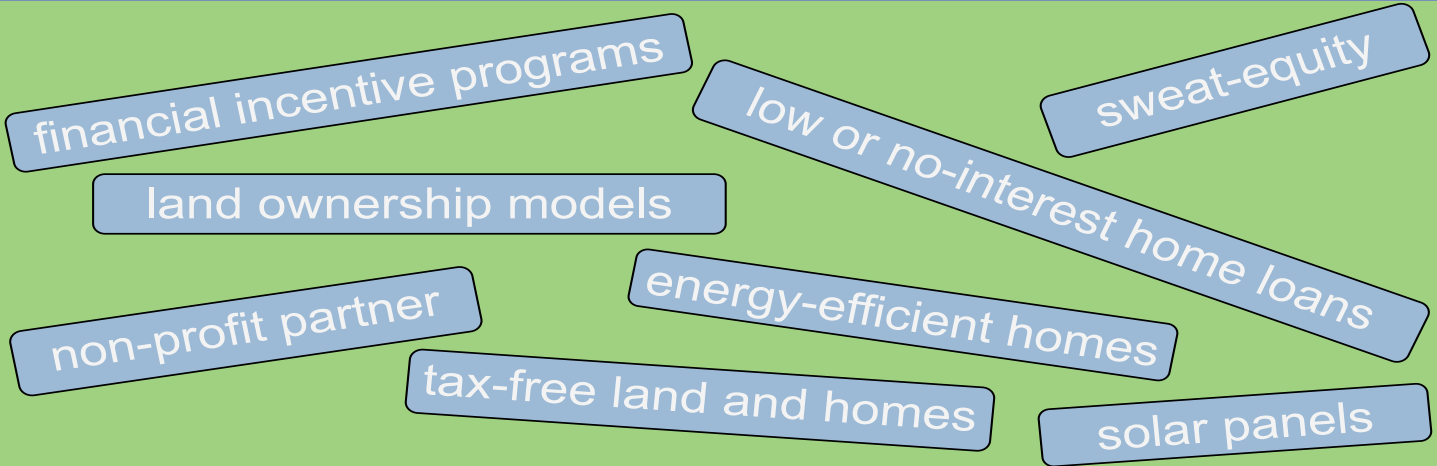 financial incentive programs
sweat-equity
low or no-interest home loans
land ownership models
energy-efficient homes
non-profit partner
tax-free land and homes
solar panels